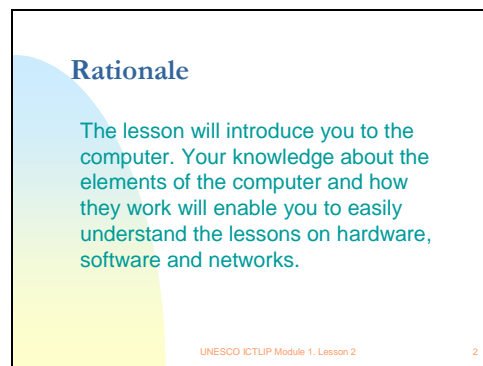 Rationale
The lesson will introduce you to the
computer. Your knowledge about the
elements of the computer and how
they work will enable you to easily
understand the lessons on hardware,
software and networks.
UNESCO ICTLIP Module 1. Lesson 2
2